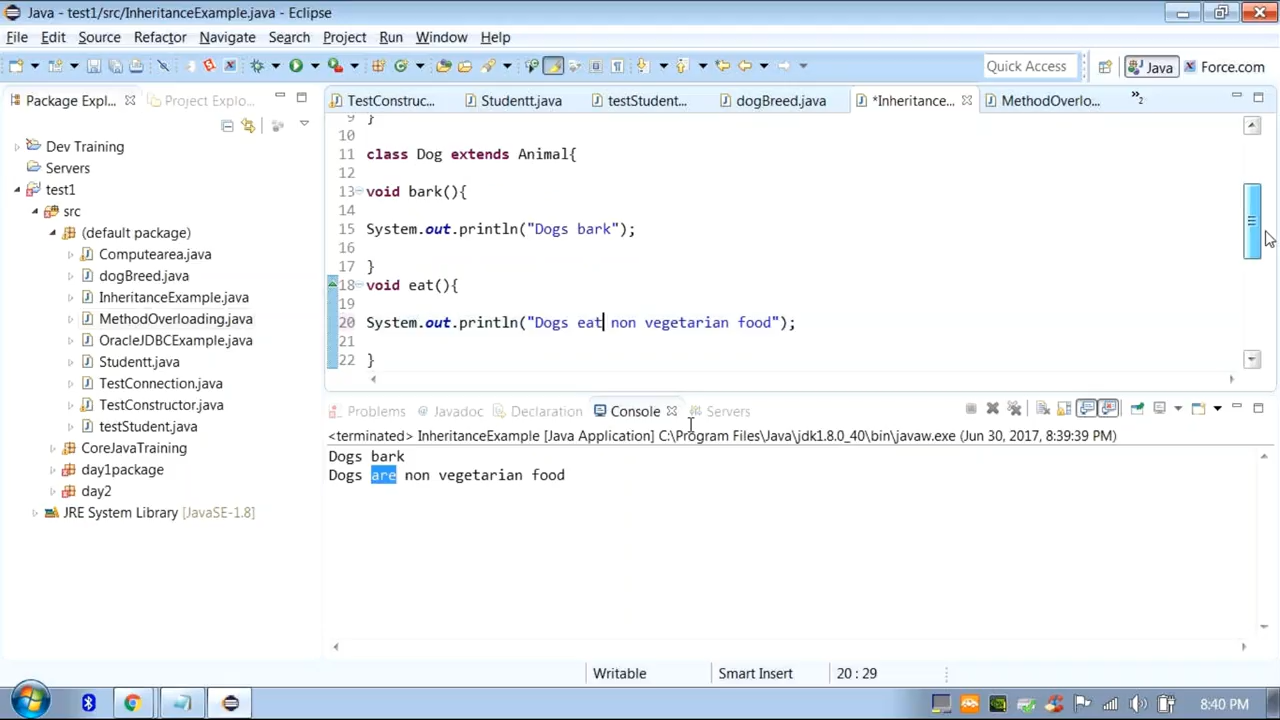 Java - test1/src/InheritanceExample.java - Eclipse
File Edit Source Refactor Navigate Search Project Run Window Help
Quick Access Java Force.com
Package Expl... Project Explo...
TestConstruc... Studentt.java testStudent... dogBreed.java *Inheritance... MethodOverlo... »2
Dev Training
Servers
test1
src
(default package)
Computearea.java
dogBreed.java
InheritanceExample.java
MethodOverloading.java
OracleJDBCExample.java
Studentt.java
TestConnection.java
TestConstructor.java
testStudent.java
CoreJavaTraining
day1package
day2
JRE System Library [JavaSE-1.8]
9 }
10
11 class Dog extends Animal{
12
13 void bark(){
14
15 System.out.println("Dogs bark");
16
17 }
18 void eat(){
19
20 System.out.println("Dogs eat non vegetarian food");
21
22 }
Problems @ Javadoc Declaration Console Servers
<terminated> InheritanceExample [Java Application] C:\Program Files\Java\jdk1.8.0_40\bin\javaw.exe (Jun 30, 2017, 8:39:39 PM)
Dogs bark
Dogs are non vegetarian food
Writable Smart Insert 20 : 29
8:40 PM